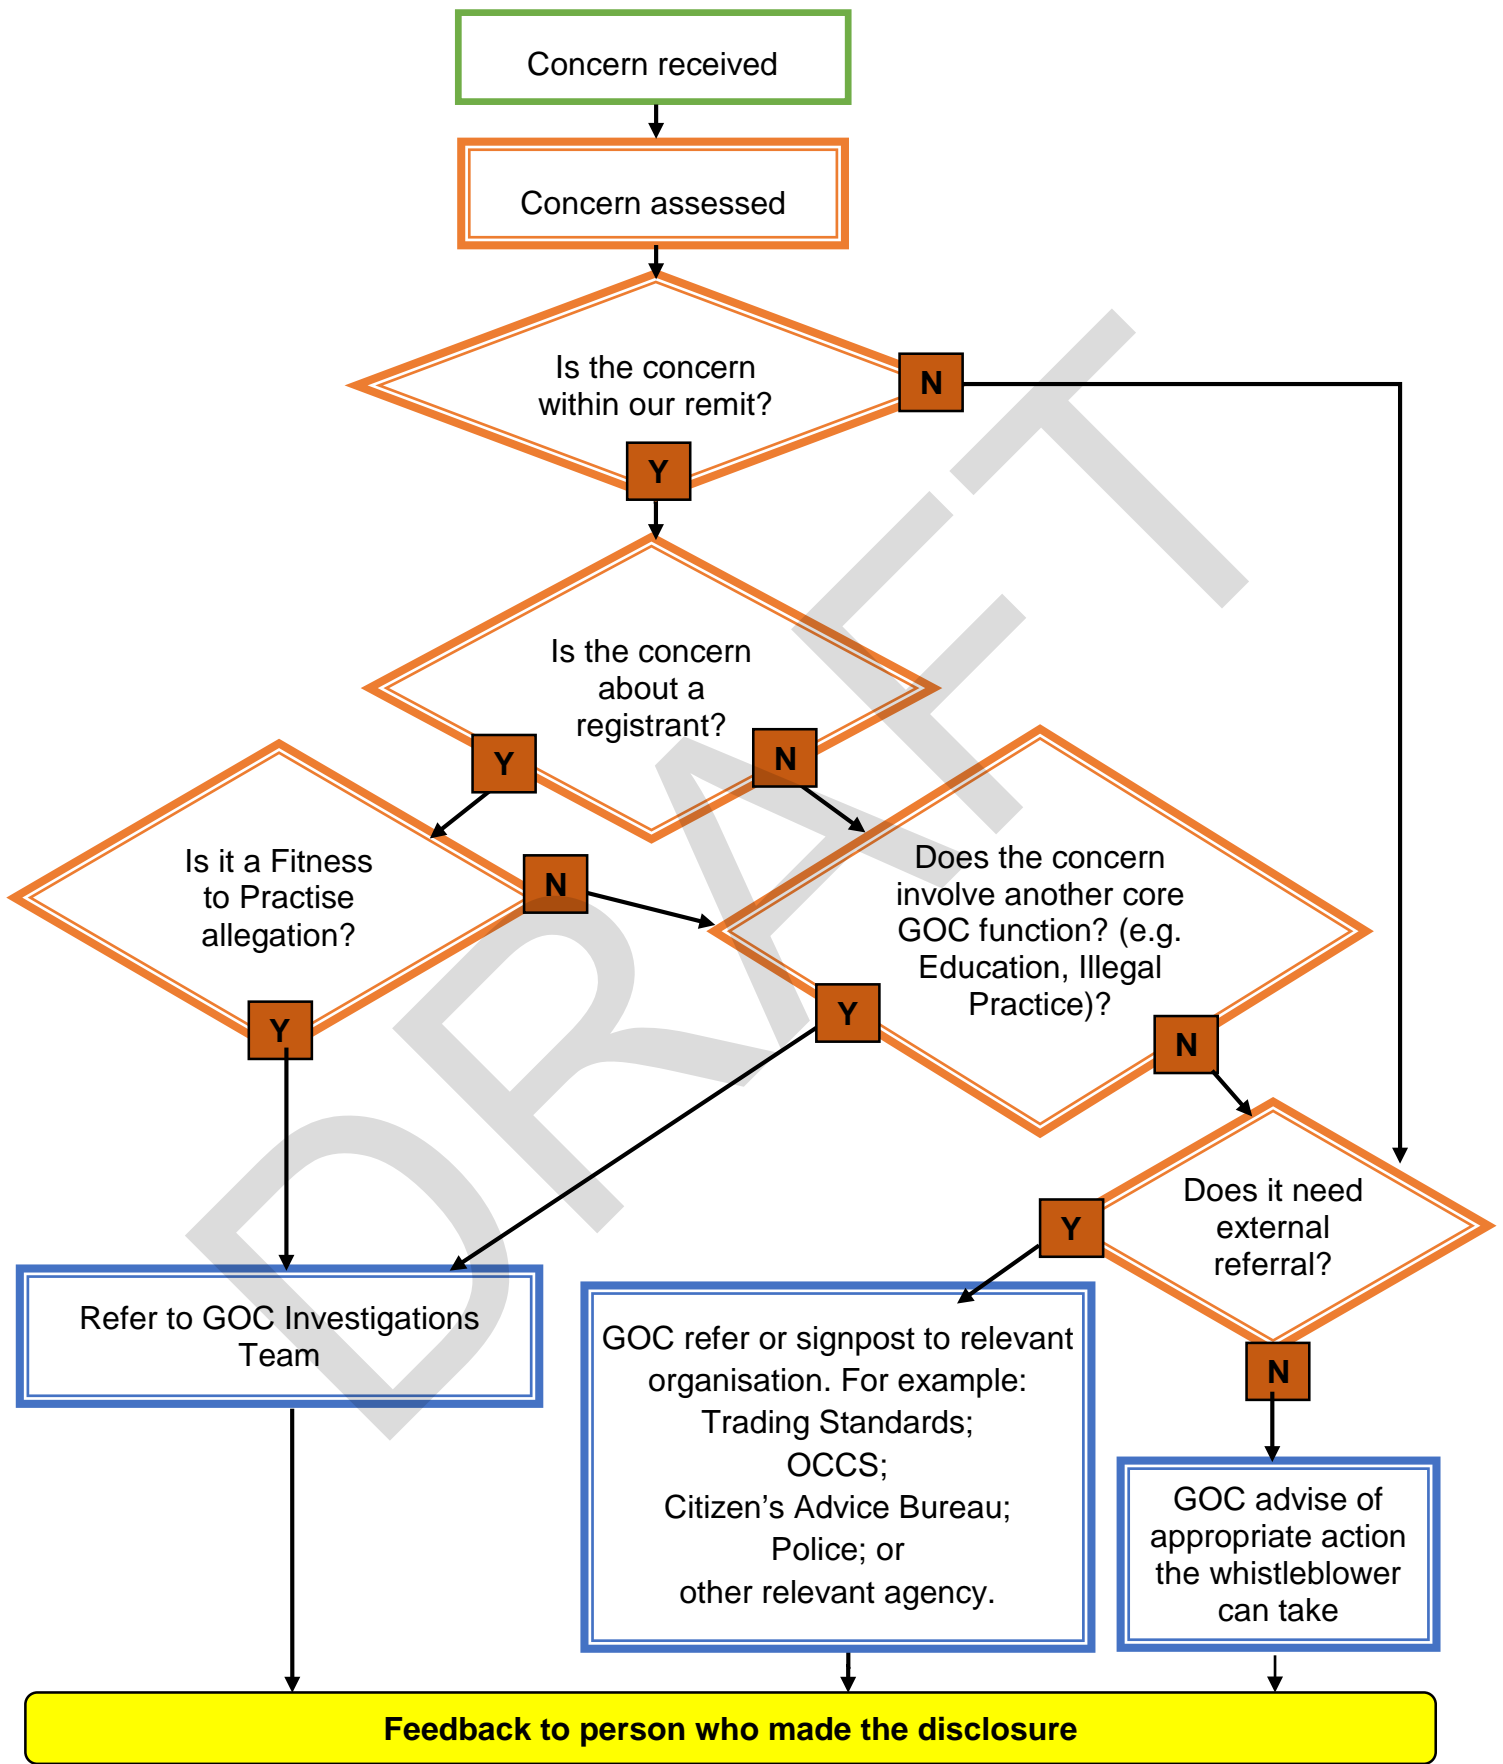 Concern received
Concern assessed
Is the concern
within our remit?
N
Y
Is the concern
about a
registrant?
Y
N
Is it a Fitness
to Practise
allegation?
N
Y
Does the concern
involve another core
GOC function? (e.g.
Education, Illegal
Practice)?
Y
N
Does it need
external
referral?
Y
N
Refer to GOC Investigations
Team
GOC refer or signpost to relevant
organisation. For example:
Trading Standards;
OCCS;
Citizen’s Advice Bureau;
Police; or
other relevant agency.
GOC advise of
appropriate action
the whistleblower
can take
Feedback to person who made the disclosure
DRAFT